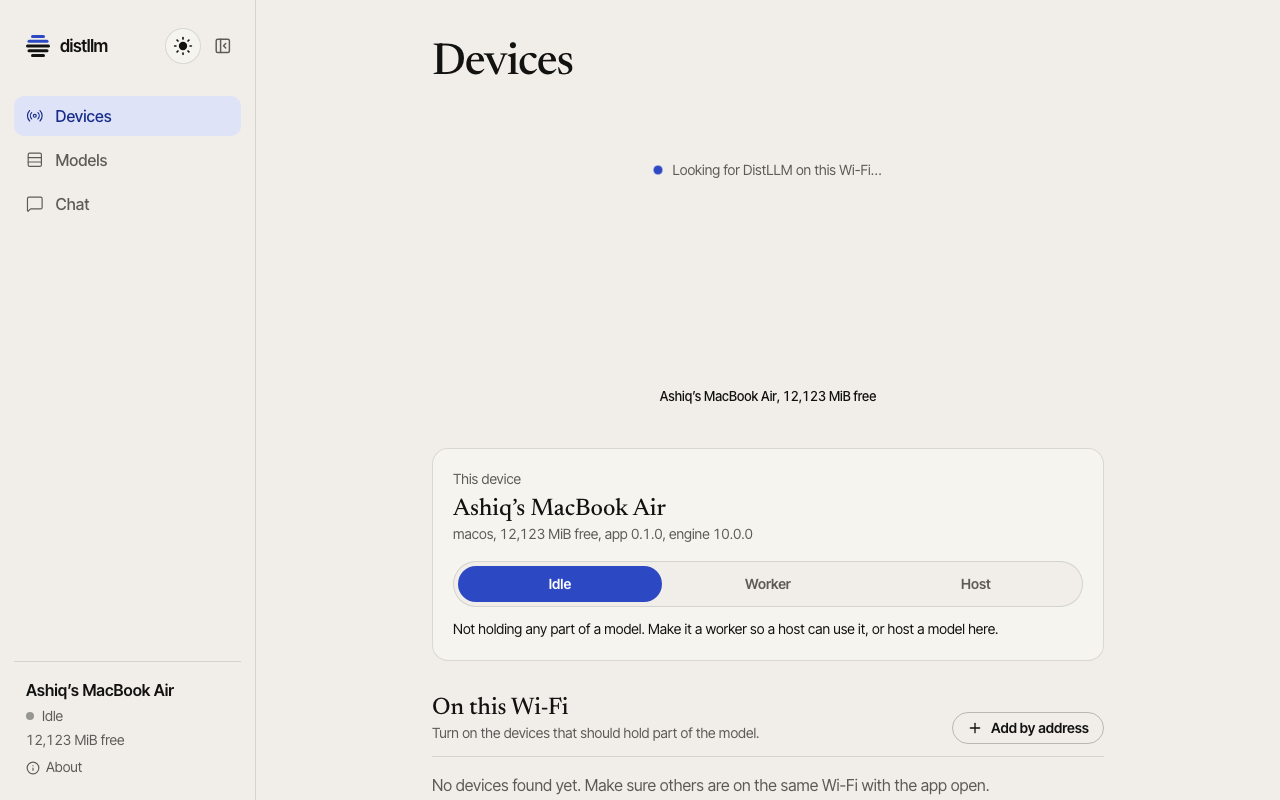 distllm
Devices
Models
Chat
Ashiq’s MacBook Air
Idle
12,123 MiB free
About
Devices
Looking for DistLLM on this Wi-Fi…
Ashiq’s MacBook Air, 12,123 MiB free
This device
Ashiq’s MacBook Air
macos, 12,123 MiB free, app 0.1.0, engine 10.0.0
Idle
Worker
Host
Not holding any part of a model. Make it a worker so a host can use it, or host a model here.
On this Wi-Fi
Turn on the devices that should hold part of the model.
Add by address
No devices found yet. Make sure others are on the same Wi-Fi with the app open.